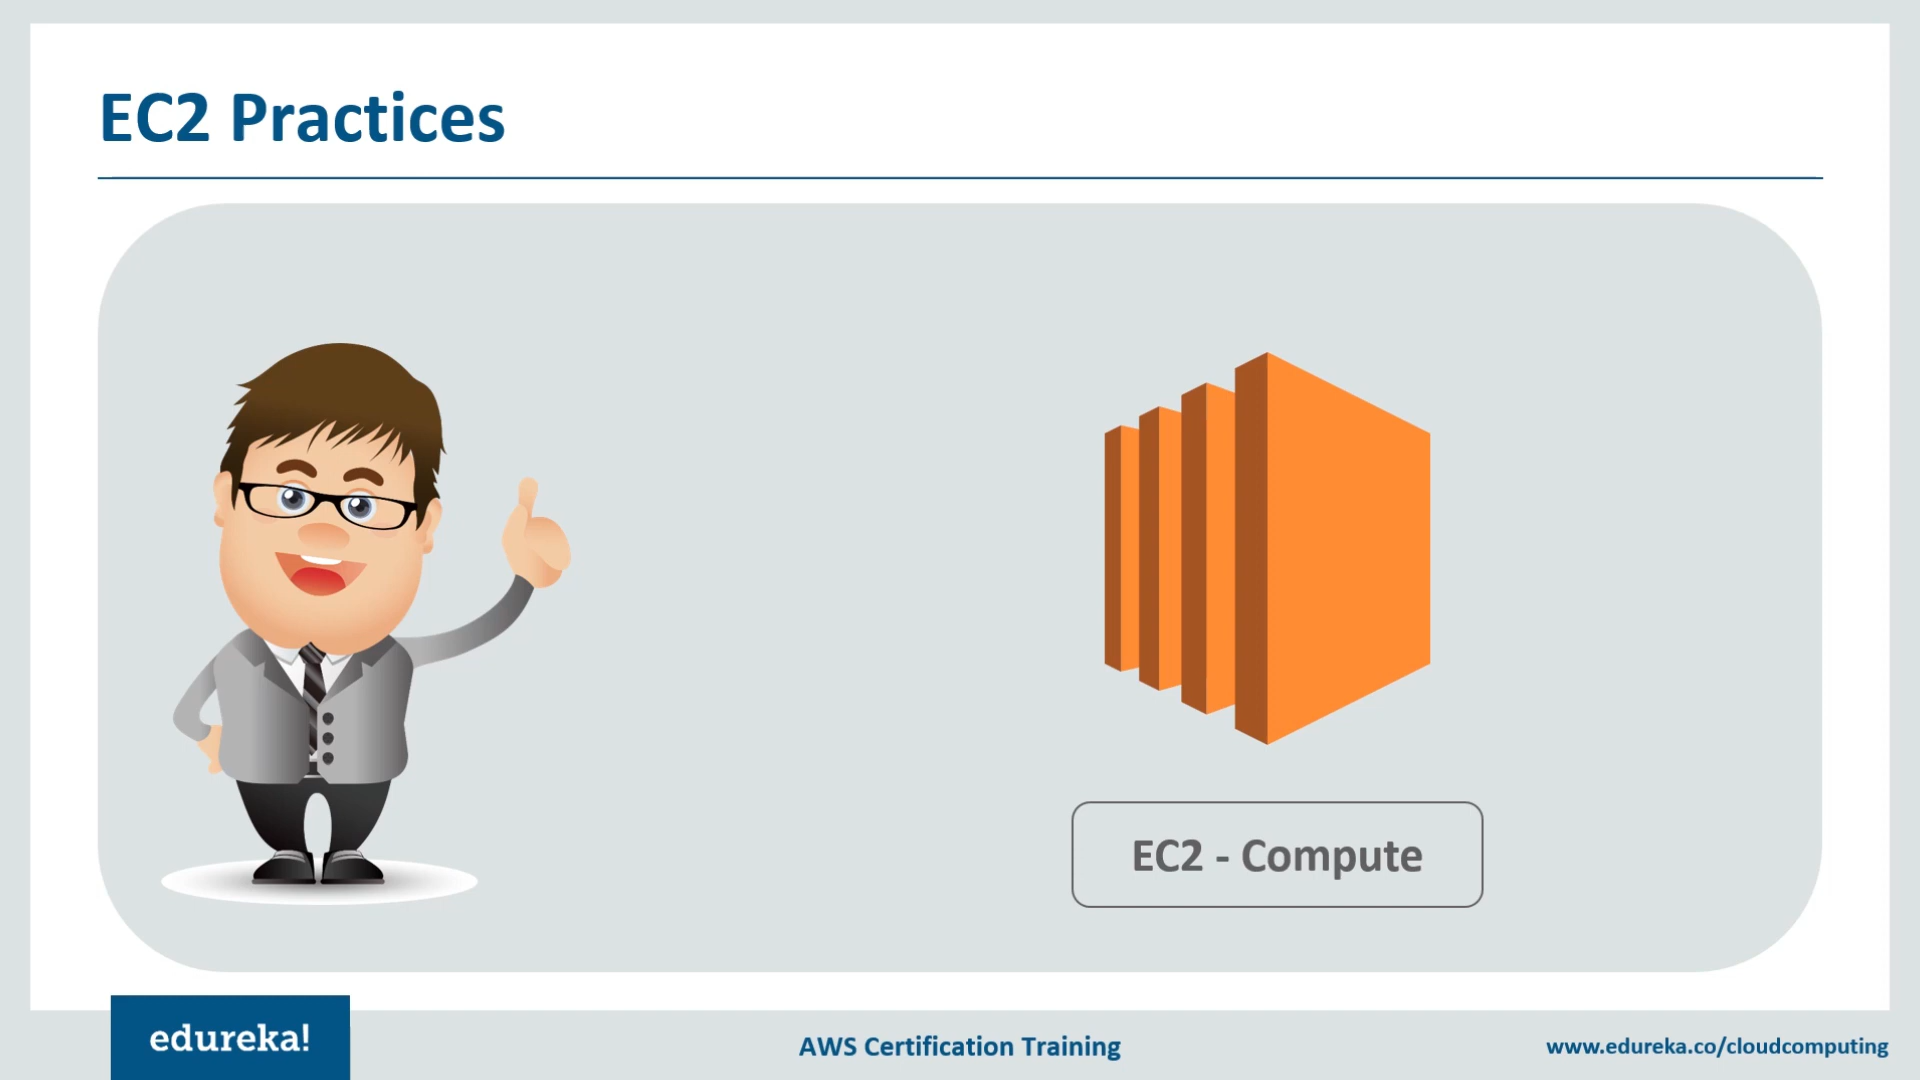 EC2 Practices
EC2 - Compute
edureka!
AWS Certification Training
www.edureka.co/cloudcomputing